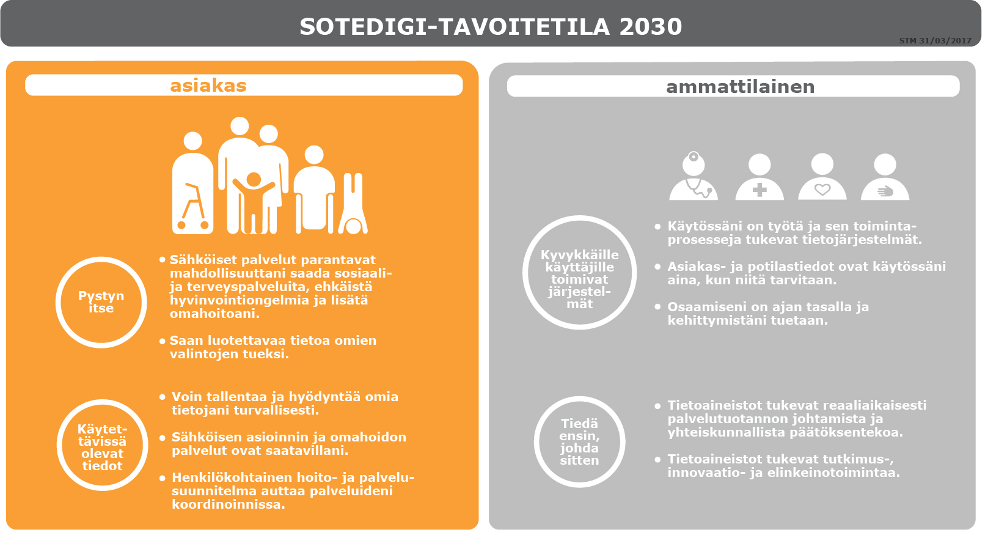 SOTEDIGI-TAVOITETILA 2030
STM 31/03/2017
asiakas
Pystyn
itse
• Sähköiset palvelut parantavat
mahdollisuuttani saada sosiaali-
ja terveyspalveluita, ehkäistä
hyvinvointiongelmia ja lisätä
omahoitoani.
• Saan luotettavaa tietoa omien
valintojen tueksi.
Käytet-
tävissä
olevat
tiedot
• Voin tallentaa ja hyödyntää omia
tietojani turvallisesti.
• Sähköisen asioinnin ja omahoidon
palvelut ovat saatavillani.
• Henkilökohtainen hoito- ja palvelu-
suunnitelma auttaa palveluideni
koordinoinnissa.
ammattilainen
Kyvykkäille
käyttäjille
toimivat
järjestel-
mät
• Käytössäni on työtä ja sen toiminta-
prosesseja tukevat tietojärjestelmät.
• Asiakas- ja potilastiedot ovat käytössäni
aina, kun niitä tarvitaan.
• Osaamiseni on ajan tasalla ja
kehittymistäni tuetaan.
Tiedä
ensin,
johda
sitten
• Tietoaineistot tukevat reaaliaikaisesti
palvelutuotannon johtamista ja
yhteiskunnallista päätöksentekoa.
• Tietoaineistot tukevat tutkimus-,
innovaatio- ja elinkeinotoimintaa.